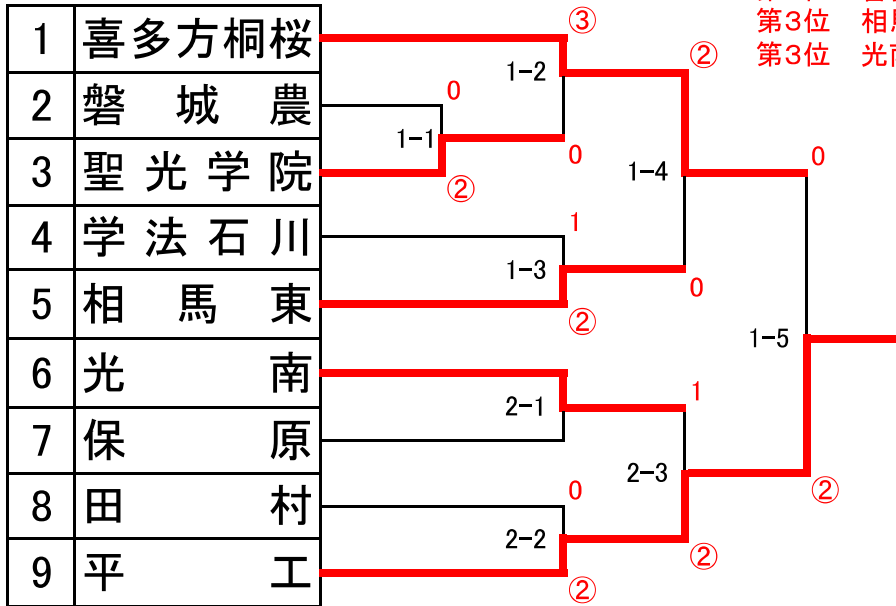 第3位 相
第3位 光
1 喜多方桐桜
2 磐城農
3 聖光学院
4 学法石川
5 相馬東
6 光南
7 保原
8 田村
9 平工
③
1-2
②
0
1-1
0
1-4
0
②
1
1-3
0
②
1-5
2-1
1
2-3
②
0
2-2
②
②